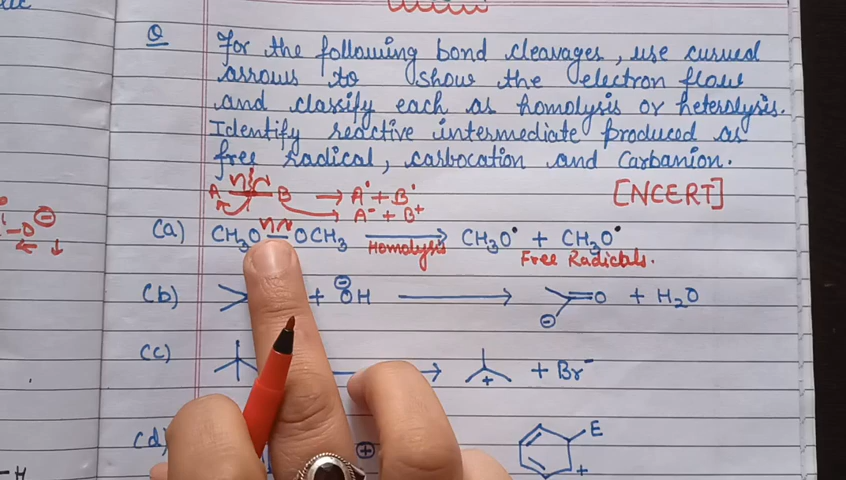 Q For the following bond cleavages, use curved
arrows to show the electron flow
and classify each as homolysis or heterolysis.
Identify reactive intermediate produced as
free radical, carbocation and Carbanion.
[NCERT]
A — B → A• + B•
A⁻ + B⁺
(a) CH₃O — OCH₃ → CH₃O• + CH₃O•
Homolysis Free Radicals.
(b) + ⊖OH → =O + H₂O
⊖
(c) → + + Br⁻
(d) ⊕ E
+
–H
–O ⊖